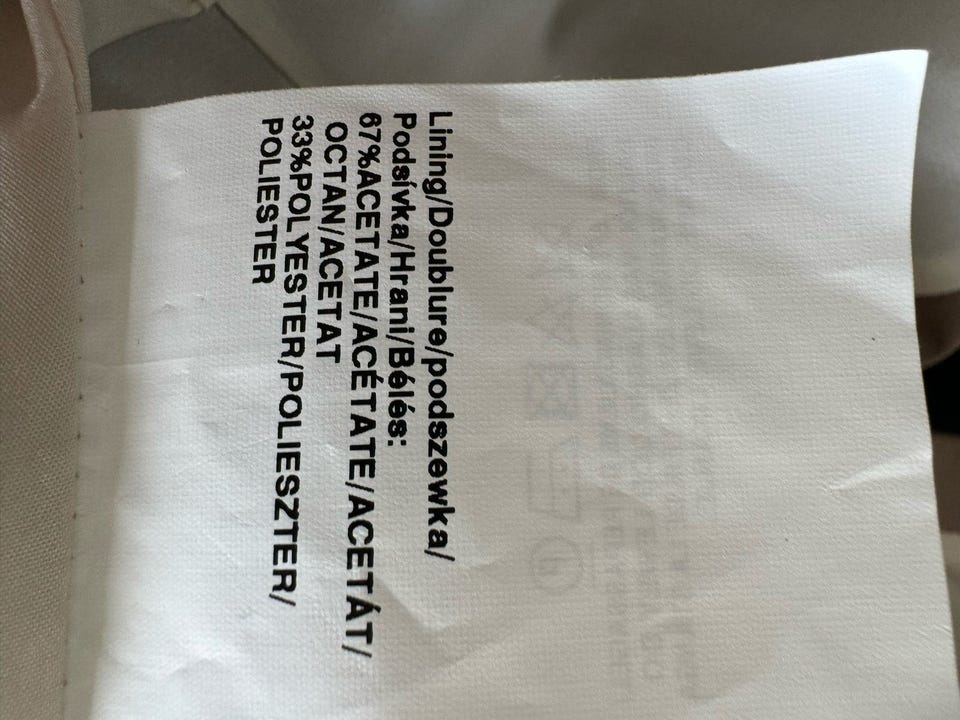 Lining/Doublure/podszewka/
Podsívka/Hrani/Bélés:
67%ACETATE/ACÉTATE/ACETÁT/
OCTAN/ACETAT
33%POLYESTER/POLIESZTER/
POLIESTER